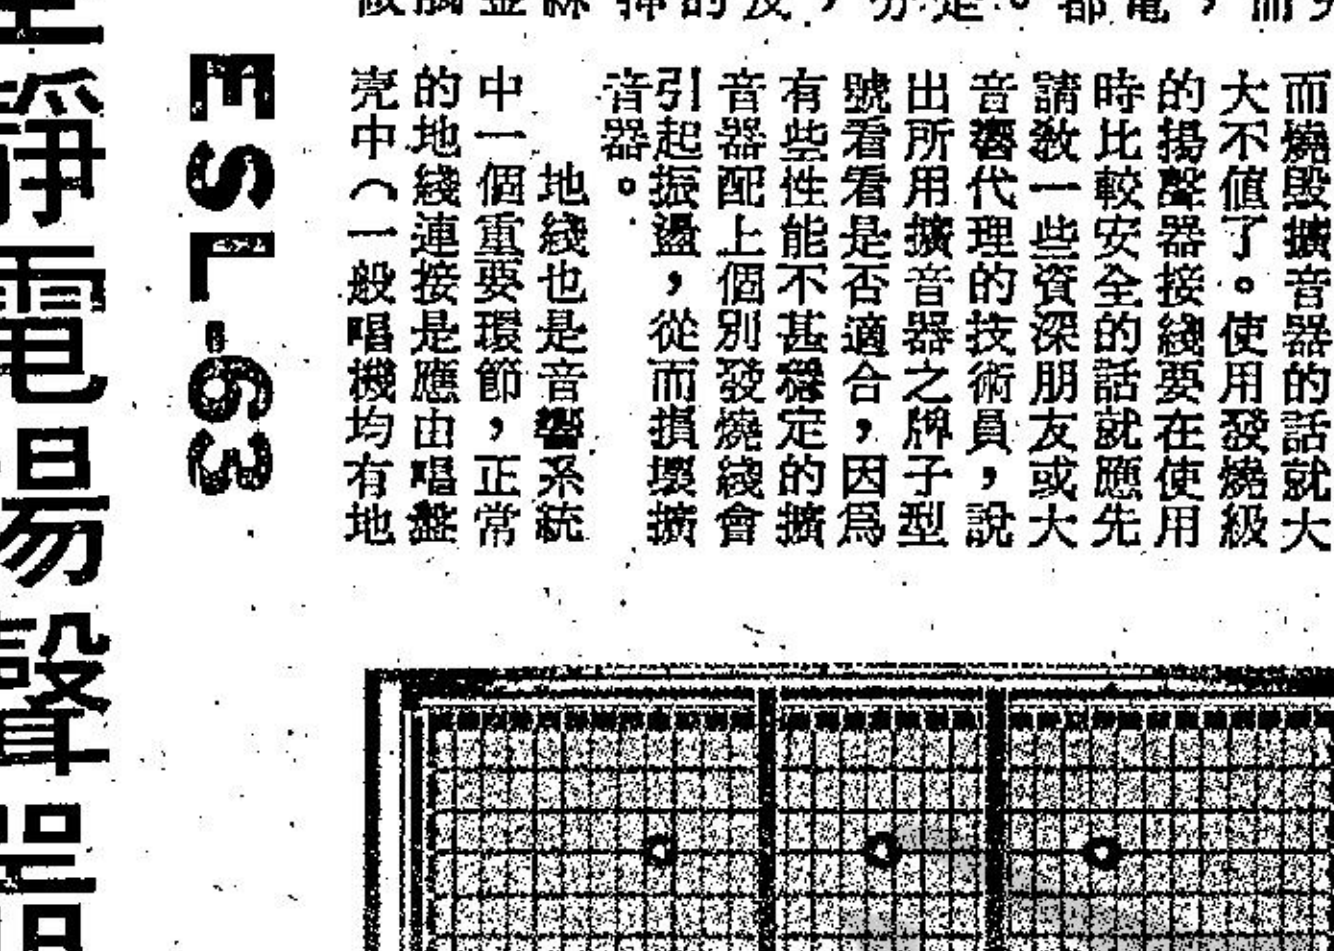 而燒毀擴音器的話就大
大不值了。使用發燒級
的揚聲器接綫要在使用
時比較安全的話就應先
請教一些資深朋友或大
音響代理的技術員，說
出所用擴音器之牌子型
號看看是否適合，因爲
有些性能不甚穩定的擴
音器配上個別發燒綫會
引起振盪，從而損壞擴
音器。
地綫也是音響系統
中一個重要環節，正常
的地綫連接是應由唱盤
壳中（一般唱機均有地
ESL-63
靜電揚聲器